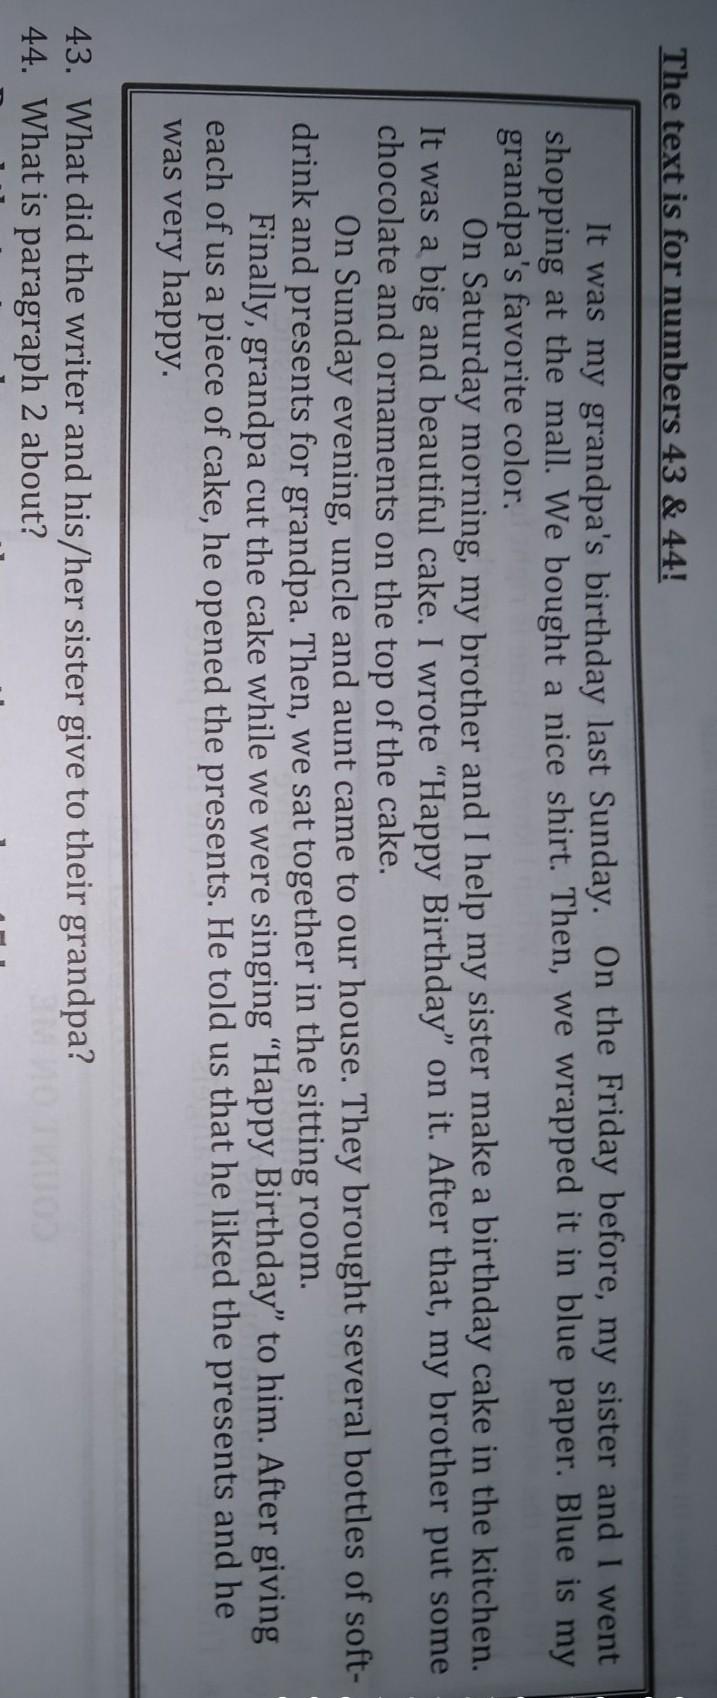 The text is for numbers 43 & 44!
It was my grandpa's birthday last Sunday. On the Friday before, my sister and I went
shopping at the mall. We bought a nice shirt. Then, we wrapped it in blue paper. Blue is my
grandpa's favorite color.
On Saturday morning, my brother and I help my sister make a birthday cake in the kitchen.
It was a big and beautiful cake. I wrote “Happy Birthday” on it. After that, my brother put some
chocolate and ornaments on the top of the cake.
On Sunday evening, uncle and aunt came to our house. They brought several bottles of soft-
drink and presents for grandpa. Then, we sat together in the sitting room.
Finally, grandpa cut the cake while we were singing “Happy Birthday” to him. After giving
each of us a piece of cake, he opened the presents. He told us that he liked the presents and he
was very happy.
43. What did the writer and his/her sister give to their grandpa?
44. What is paragraph 2 about?